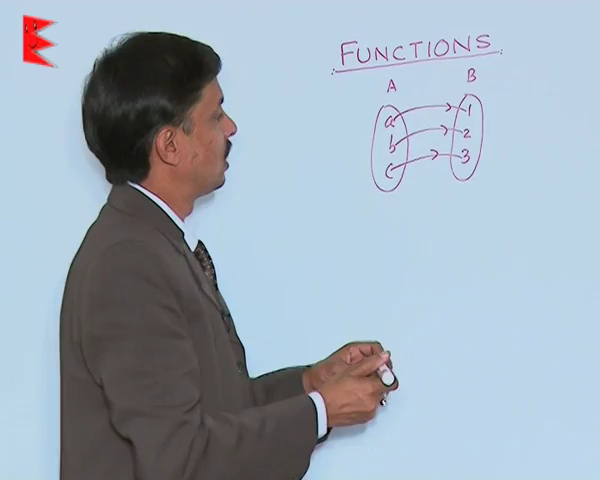 FUNCTIONS
A B
a 1
b 2
c 3